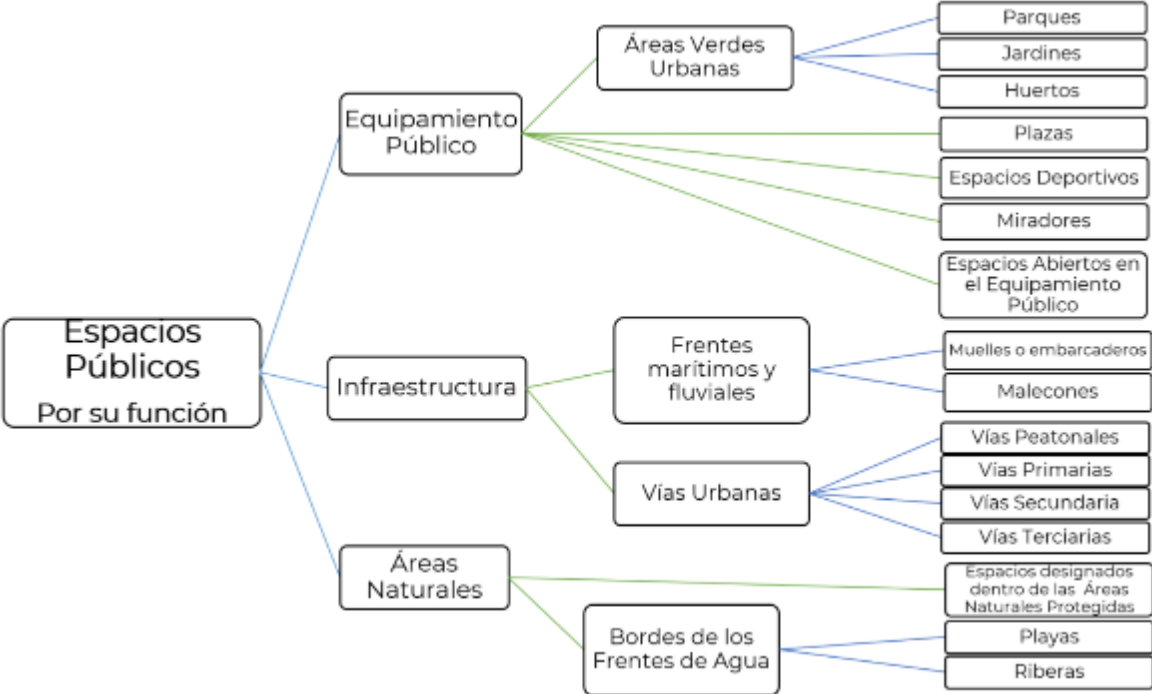 Espacios
Públicos
Por su función
Equipamiento
Público
Áreas Verdes
Urbanas
Parques
Jardines
Huertos
Plazas
Espacios Deportivos
Miradores
Espacios Abiertos en
el Equipamiento
Público
Infraestructura
Frentes
marítimos y
fluviales
Muelles o embarcaderos
Malecones
Vías Urbanas
Vías Peatonales
Vías Primarias
Vías Secundaria
Vías Terciarias
Áreas
Naturales
Espacios designados
dentro de las Áreas
Naturales Protegidas
Bordes de los
Frentes de Agua
Playas
Riberas